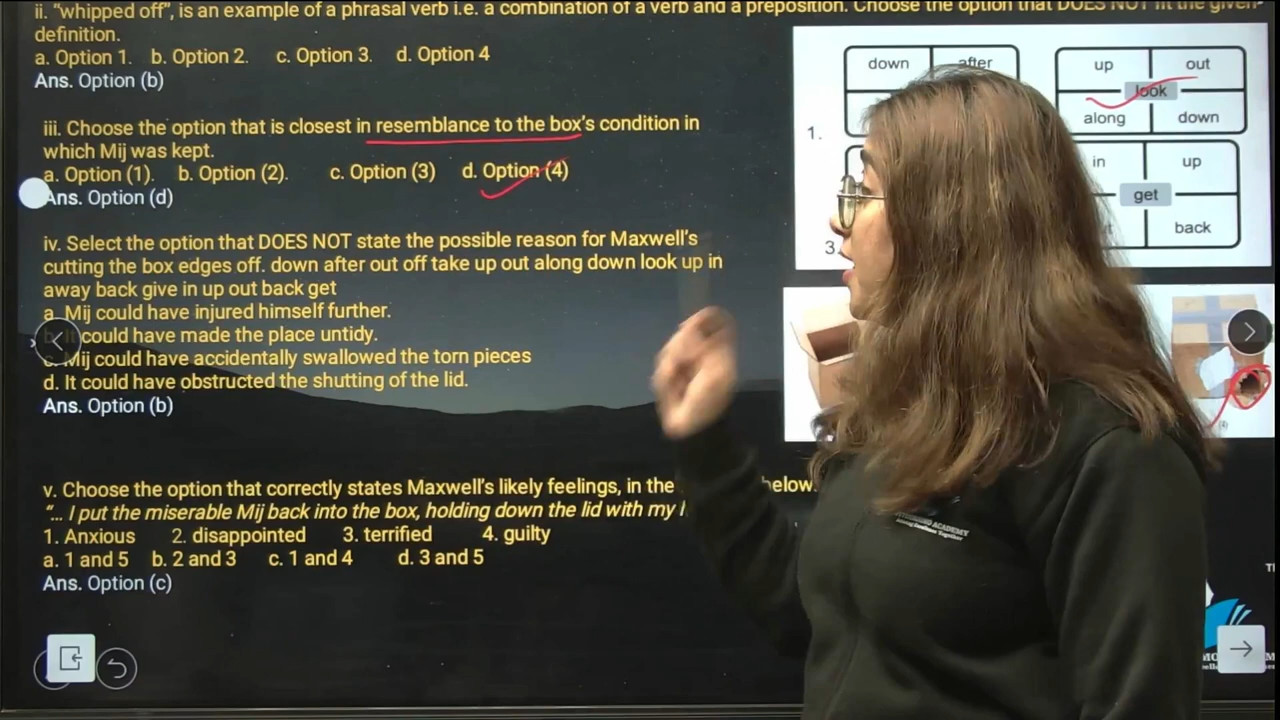 ii. “whipped off”, is an example of a phrasal verb i.e. a combination of a verb and a preposition. Choose the option that DOES NOT fit the given
definition.
a. Option 1. b. Option 2. c. Option 3. d. Option 4
Ans. Option (b)
iii. Choose the option that is closest in resemblance to the box's condition in
which Mij was kept.
a. Option (1). b. Option (2). c. Option (3) d. Option (4)
Ans. Option (d)
iv. Select the option that DOES NOT state the possible reason for Maxwell's
cutting the box edges off. down after out off take up out along down look up in
away back give in up out back get
a. Mij could have injured himself further.
b. It could have made the place untidy.
c. Mij could have accidentally swallowed the torn pieces
d. It could have obstructed the shutting of the lid.
Ans. Option (b)
v. Choose the option that correctly states Maxwell's likely feelings, in the below.
“... I put the miserable Mij back into the box, holding down the lid with my
1. Anxious 2. disappointed 3. terrified 4. guilty
a. 1 and 5 b. 2 and 3 c. 1 and 4 d. 3 and 5
Ans. Option (c)
down after
1.
up out
look
along down
in up
get
back
3.
(4)
ACADEMY